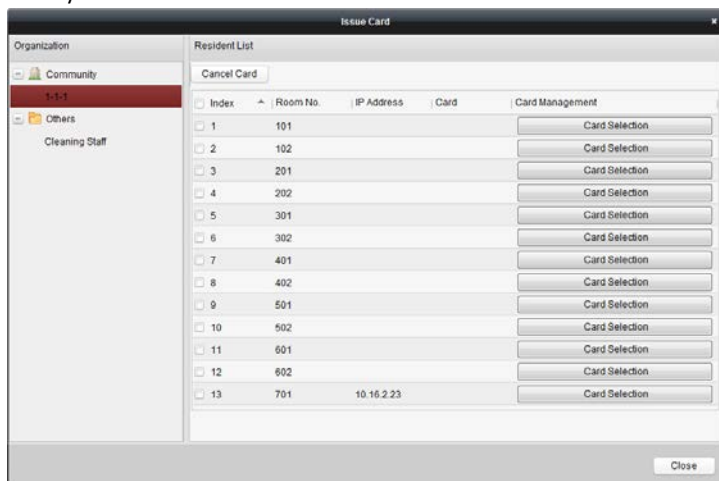 Issue Card
Organization
Resident List
Community
1-1-1
Others
Cleaning Staff
Cancel Card
Index Room No. IP Address Card Card Management
1 101 Card Selection
2 102 Card Selection
3 201 Card Selection
4 202 Card Selection
5 301 Card Selection
6 302 Card Selection
7 401 Card Selection
8 402 Card Selection
9 501 Card Selection
10 502 Card Selection
11 601 Card Selection
12 602 Card Selection
13 701 10.16.2.23 Card Selection
Close